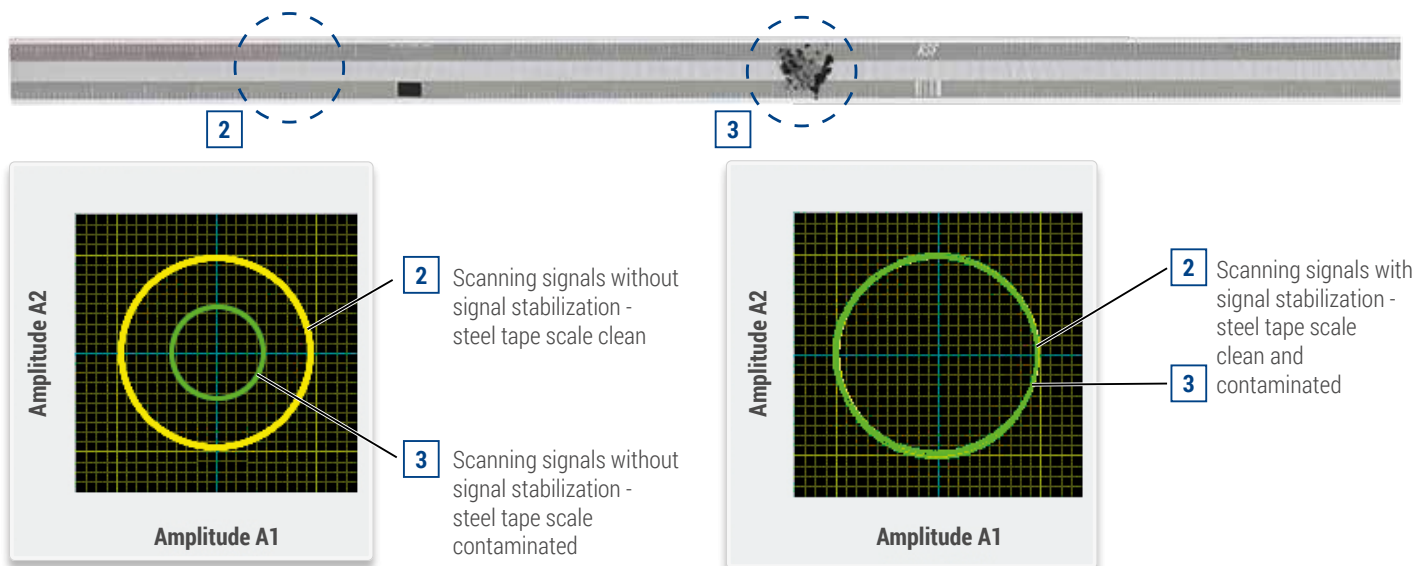 RSF
2
3
Amplitude A2
Amplitude A1
2
Scanning signals without
signal stabilization -
steel tape scale clean
3
Scanning signals without
signal stabilization -
steel tape scale
contaminated
Amplitude A2
Amplitude A1
2
Scanning signals with
signal stabilization -
steel tape scale
clean and
contaminated
3